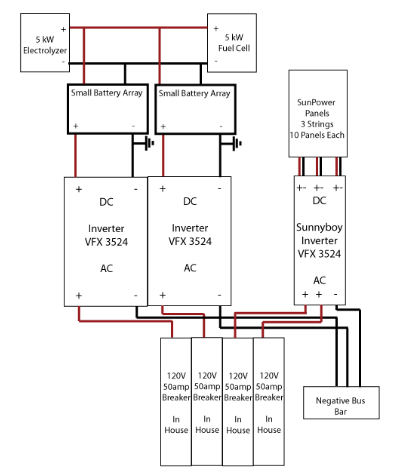 5 kW
Electrolyzer
+
-
+
5 kW
Fuel Cell
-
Small Battery Array
+ -
Small Battery Array
+ -
SunPower
Panels
3 Strings
10 Panels Each
+ -
DC
Inverter
VFX 3524
AC
+ -
+ -
DC
Inverter
VFX 3524
AC
+ -
+- +- +-
DC
Sunnyboy
Inverter
VFX 3524
AC
+ + -
120V
50amp
Breaker
In
House
120V
50amp
Breaker
In
House
120V
50amp
Breaker
In
House
120V
50amp
Breaker
In
House
Negative Bus
Bar